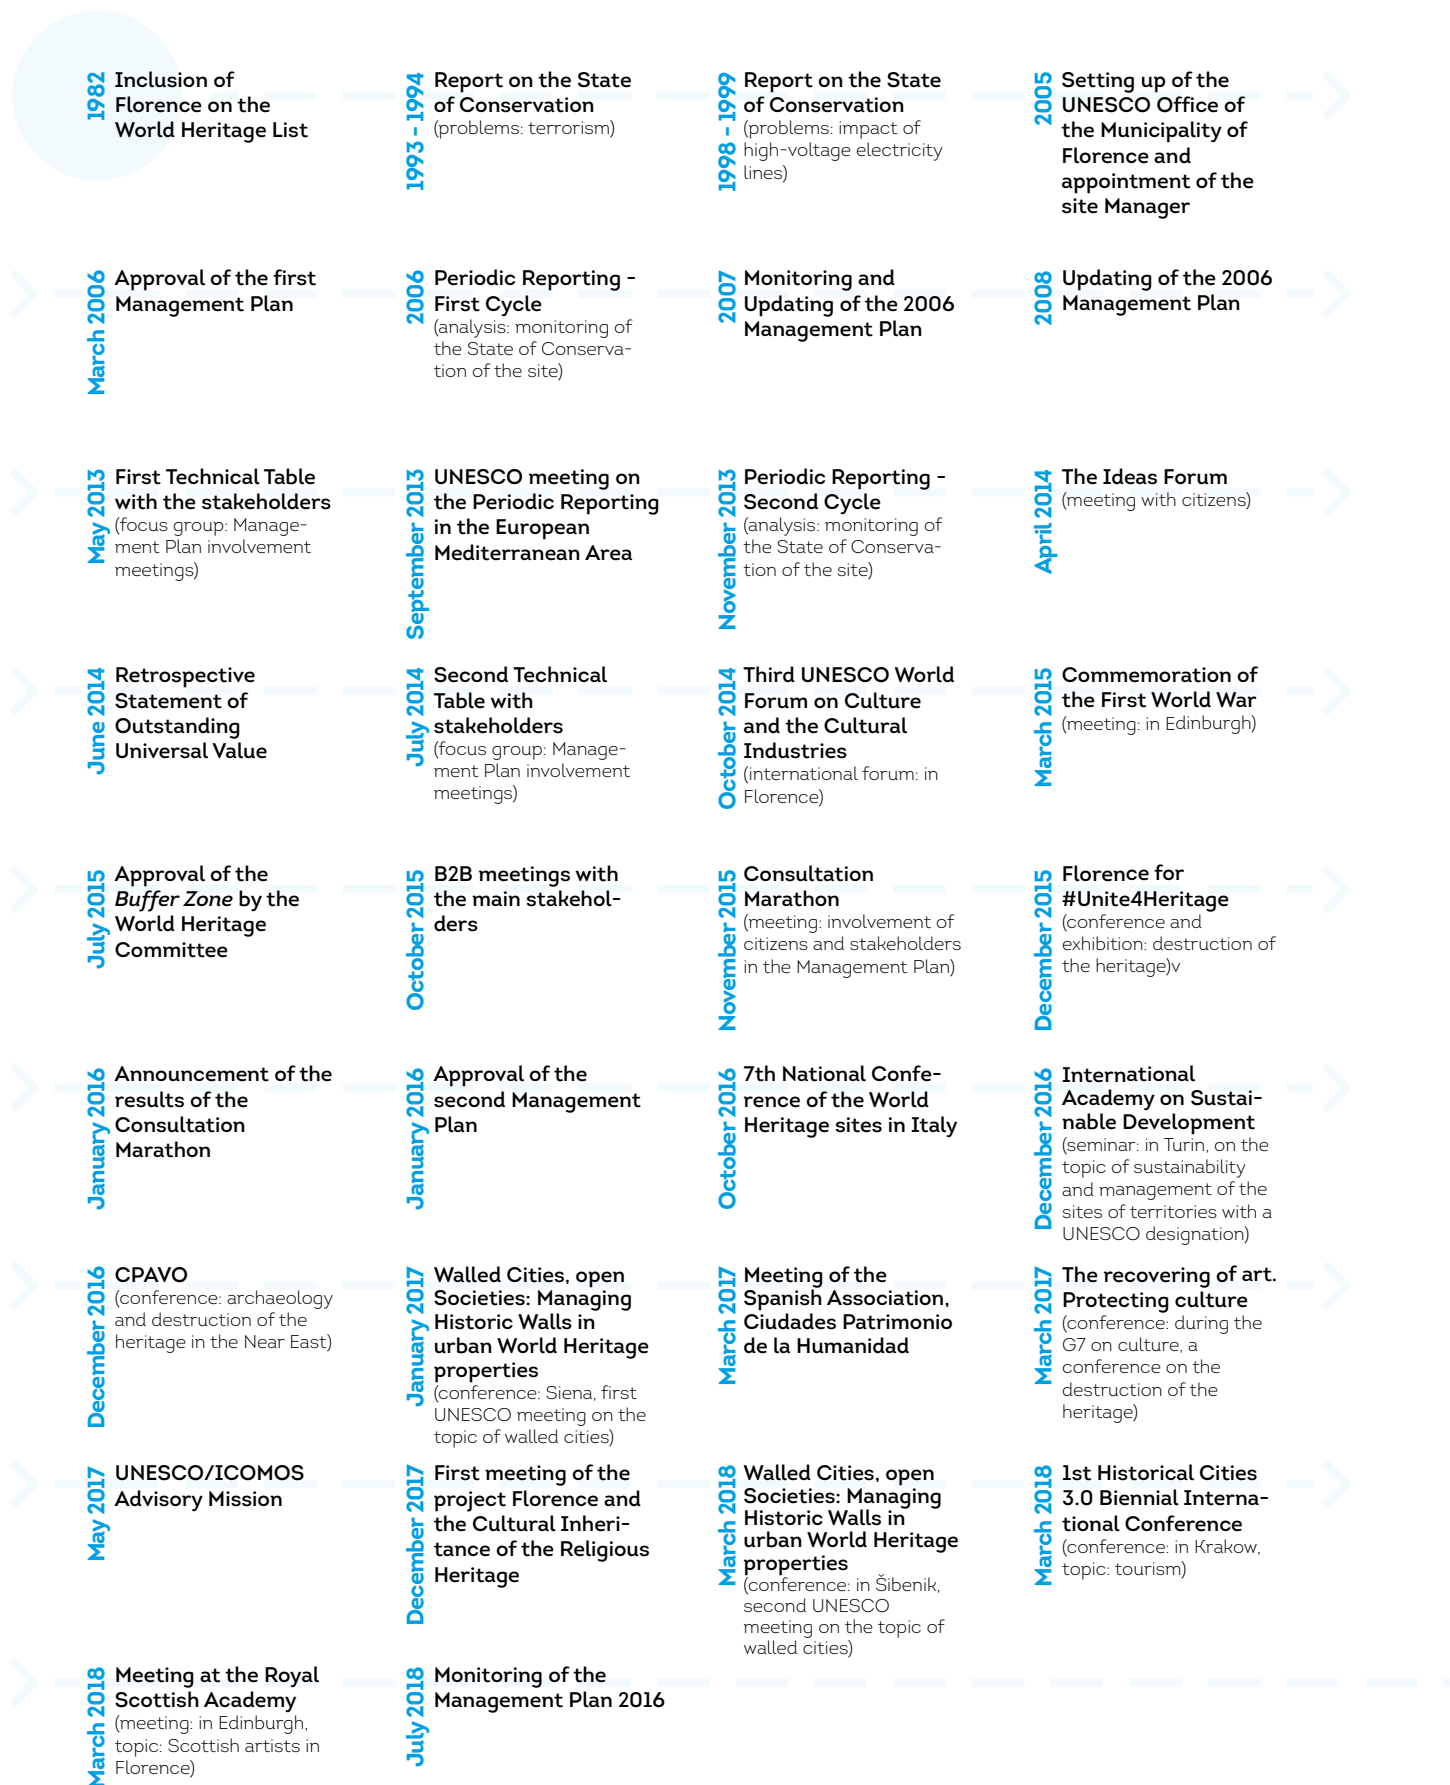 1982
Inclusion of
Florence on the
World Heritage List
1993 - 1994
Report on the State
of Conservation
(problems: terrorism)
1998 - 1999
Report on the State
of Conservation
(problems: impact of
high-voltage electricity
lines)
2005
Setting up of the
UNESCO Office of
the Municipality of
Florence and
appointment of the
site Manager
March 2006
Approval of the first
Management Plan
2006
Periodic Reporting -
First Cycle
(analysis: monitoring of
the State of Conserva-
tion of the site)
2007
Monitoring and
Updating of the 2006
Management Plan
2008
Updating of the 2006
Management Plan
May 2013
First Technical Table
with the stakeholders
(focus group: Manage-
ment Plan involvement
meetings)
September 2013
UNESCO meeting on
the Periodic Reporting
in the European
Mediterranean Area
November 2013
Periodic Reporting -
Second Cycle
(analysis: monitoring of
the State of Conserva-
tion of the site)
April 2014
The Ideas Forum
(meeting with citizens)
June 2014
Retrospective
Statement of
Outstanding
Universal Value
July 2014
Second Technical
Table with
stakeholders
(focus group: Manage-
ment Plan involvement
meetings)
October 2014
Third UNESCO World
Forum on Culture
and the Cultural
Industries
(international forum: in
Florence)
March 2015
Commemoration of
the First World War
(meeting: in Edinburgh)
July 2015
Approval of the
Buffer Zone by the
World Heritage
Committee
October 2015
B2B meetings with
the main stakehol-
ders
November 2015
Consultation
Marathon
(meeting: involvement of
citizens and stakeholders
in the Management Plan)
December 2015
Florence for
#Unite4Heritage
(conference and
exhibition: destruction of
the heritage)v
January 2016
Announcement of the
results of the
Consultation
Marathon
January 2016
Approval of the
second Management
Plan
October 2016
7th National Confe-
rence of the World
Heritage sites in Italy
December 2016
International
Academy on Sustai-
nable Development
(seminar: in Turin, on the
topic of sustainability
and management of the
sites of territories with a
UNESCO designation)
December 2016
CPAVO
(conference: archaeology
and destruction of the
heritage in the Near East)
January 2017
Walled Cities, open
Societies: Managing
Historic Walls in
urban World Heritage
properties
(conference: Siena, first
UNESCO meeting on the
topic of walled cities)
March 2017
Meeting of the
Spanish Association,
Ciudades Patrimonio
de la Humanidad
March 2017
The recovering of art.
Protecting culture
(conference: during the
G7 on culture, a
conference on the
destruction of the
heritage)
May 2017
UNESCO/ICOMOS
Advisory Mission
December 2017
First meeting of the
project Florence and
the Cultural Inheri-
tance of the Religious
Heritage
March 2018
Walled Cities, open
Societies: Managing
Historic Walls in
urban World Heritage
properties
(conference: in Šibenik,
second UNESCO
meeting on the topic of
walled cities)
March 2018
1st Historical Cities
3.0 Biennial Interna-
tional Conference
(conference: in Krakow,
topic: tourism)
March 2018
Meeting at the Royal
Scottish Academy
(meeting: in Edinburgh,
topic: Scottish artists in
Florence)
July 2018
Monitoring of the
Management Plan 2016